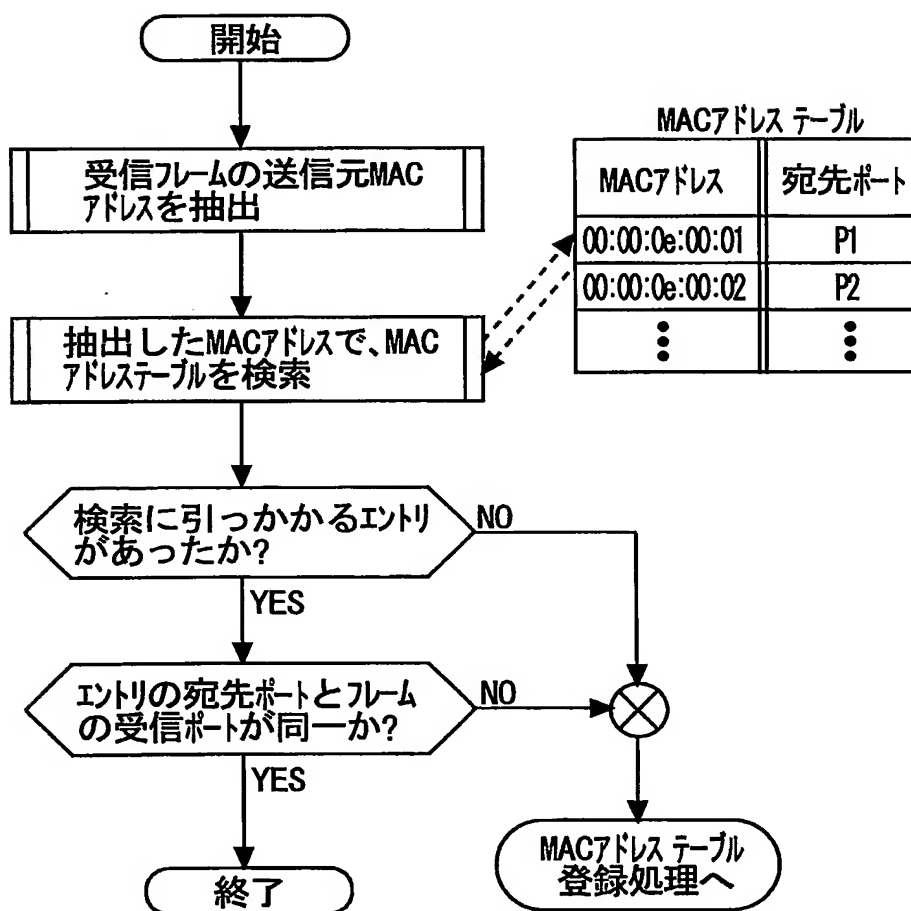 開始
受信フレームの送信元MAC
アドレスを抽出
抽出したMACアドレスで、MAC
アドレステーブルを検索
MACアドレス テーブル
MACアドレス 宛先ポート
00:00:0e:00:01 P1
00:00:0e:00:02 P2
検索に引っかかるエントリ
があったか?
NO
YES
エントリの宛先ポートとフレーム
の受信ポートが同一か?
NO
YES
MACアドレス テーブル
登録処理へ
終了